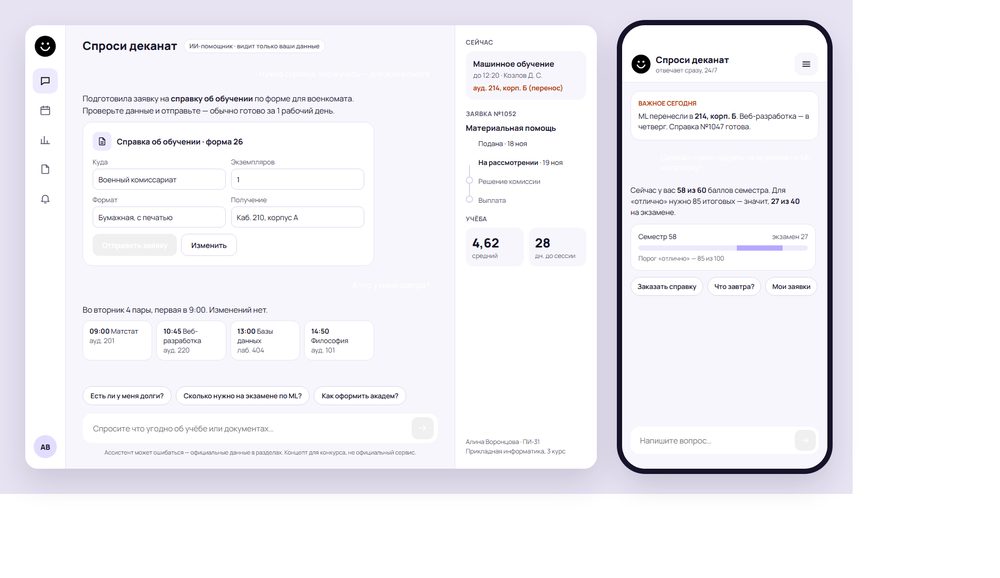 Спроси деканат
ИИ-помощник · видит только ваши данные
Подготовила заявку на справку об обучении по форме для военкомата.
Проверьте данные и отправьте — обычно готово за 1 рабочий день.
Справка об обучении · форма 26
Куда
Экземпляров
Военный комиссариат
1
Формат
Получение
Бумажная, с печатью
Каб. 210, корпус А
Отправить заявку
Изменить
А что у меня завтра?
Во вторник 4 пары, первая в 9:00. Изменений нет.
09:00 Матстат
ауд. 201
10:45 Веб-
разработка
ауд. 220
13:00 Базы
данных
лаб. 404
14:50
Философия
ауд. 101
Есть ли у меня долги?
Сколько нужно на экзамене по ML?
Как оформить академ?
Спросите что угодно об учёбе или документах…
Ассистент может ошибаться — официальные данные в разделах. Концепт для конкурса, не официальный сервис.
АВ
СЕЙЧАС
Машинное обучение
до 12:20 · Козлов Д. С.
ауд. 214, корп. Б (перенос)
ЗАЯВКА №1052
Материальная помощь
Подана · 18 ноя
На рассмотрении · 19 ноя
Решение комиссии
Выплата
УЧЁБА
4,62
средний
28
дн. до сессии
Алина Воронцова · ПИ-31
Прикладная информатика, 3 курс
Спроси деканат
отвечает сразу, 24/7
ВАЖНОЕ СЕГОДНЯ
ML перенесли в 214, корп. Б. Веб-разработка — в
четверг. Справка №1047 готова.
Сейчас у вас 58 из 60 баллов семестра. Для
«отлично» нужно 85 итоговых — значит, 27 из 40
на экзамене.
Семестр 58
экзамен 27
Порог «отлично» — 85 из 100
Заказать справку
Что завтра?
Мои заявки
Напишите вопрос…